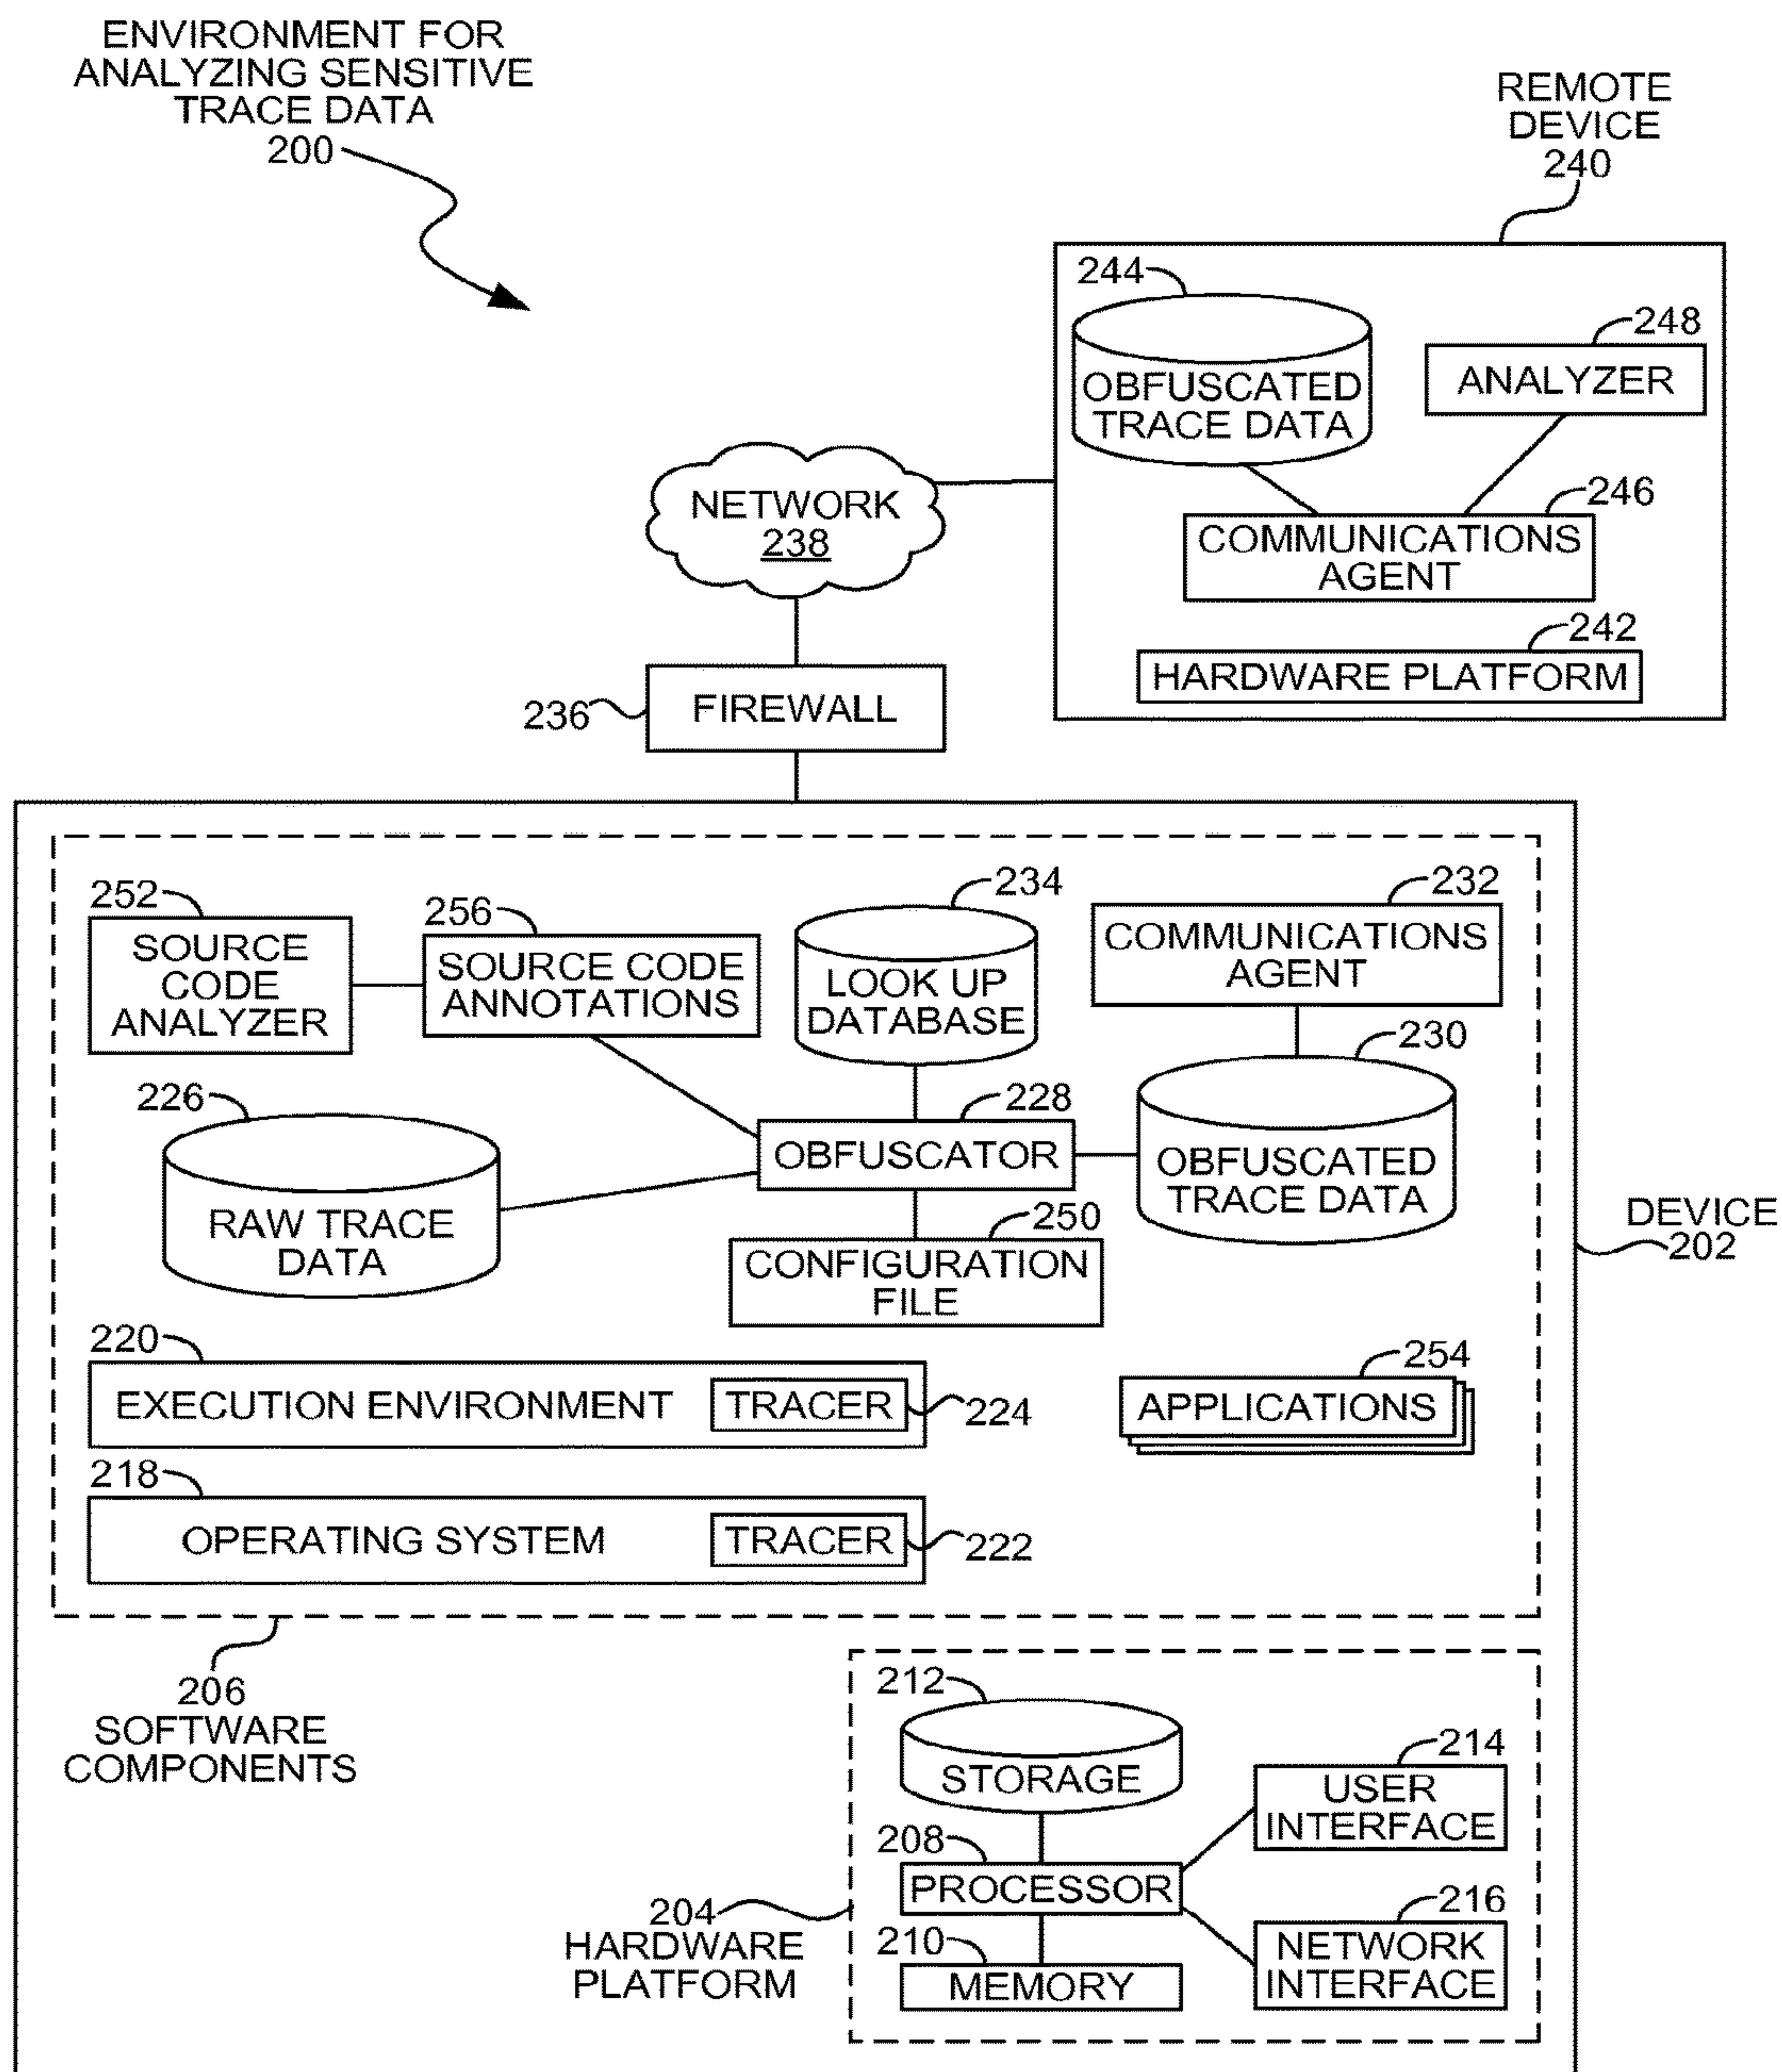 ENVIRONMENT FOR
ANALYZING SENSITIVE
TRACE DATA
200
REMOTE
DEVICE
240
244
OBFUSCATED
TRACE DATA
248
ANALYZER
246
COMMUNICATIONS
AGENT
242
HARDWARE PLATFORM
NETWORK
238
236
FIREWALL
252
SOURCE
CODE
ANALYZER
256
SOURCE CODE
ANNOTATIONS
234
LOOK UP
DATABASE
232
COMMUNICATIONS
AGENT
226
RAW TRACE
DATA
228
OBFUSCATOR
230
OBFUSCATED
TRACE DATA
250
CONFIGURATION
FILE
DEVICE
202
220
EXECUTION ENVIRONMENT
TRACER
224
254
APPLICATIONS
218
OPERATING SYSTEM
TRACER
222
206
SOFTWARE
COMPONENTS
212
STORAGE
214
USER
INTERFACE
208
PROCESSOR
204
HARDWARE
PLATFORM
210
MEMORY
216
NETWORK
INTERFACE